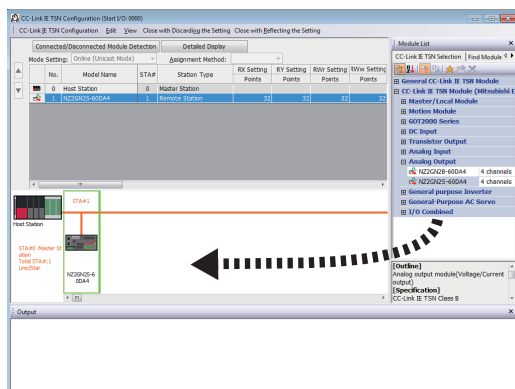 CC-Link IE TSN Configuration (Start I/O: 0000)
CC-Link IE TSN Configuration Edit View Close with Discarding the Setting Close with Reflecting the Setting
Connected/Disconnected Module Detection Detailed Display
Mode Setting: Online (Unicast Mode) Assignment Method:
No. Model Name STA# Station Type RX Setting RY Setting RWr Setting RWw Setting
Points Points Points Points
0 Host Station 0 Master Station
1 NZ2GN2S-60DA4 1 Remote Station 32 32 32 32
STA#1
Host Station
STA#0 Master St
ation
Total STA#:1
Line/Star
NZ2GN2S-6
0DA4
Module List
CC-Link IE TSN Selection Find Module
General CC-Link IE TSN Module
CC-Link IE TSN Module (Mitsubishi E
Master/Local Module
Motion Module
GOT2000 Series
DC Input
Transistor Output
Analog Input
Analog Output
NZ2GN2B-60DA4 4 channels
NZ2GN2S-60DA4 4 channels
General purpose Inverter
General-Purpose AC Servo
I/O Combined
[Outline]
Analog output module(Voltage/Current
output)
[Specification]
CC-Link IE TSN Class B
Output